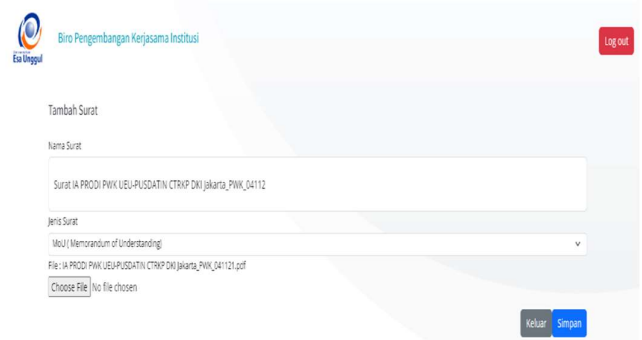 Esa Unggul
Biro Pengembangan Kerjasama Institusi
Log out
Tambah Surat
Nama Surat
Surat IA PRODI PWK UEU-PUSDATIN CTRKP DKI Jakarta_PWK_04112
Jenis Surat
MoU ( Memorandum of Understanding)
File : IA PRODI PWK UEU-PUSDATIN CTRKP DKI Jakarta_PWK_041121.pdf
Choose File No file chosen
Keluar Simpan